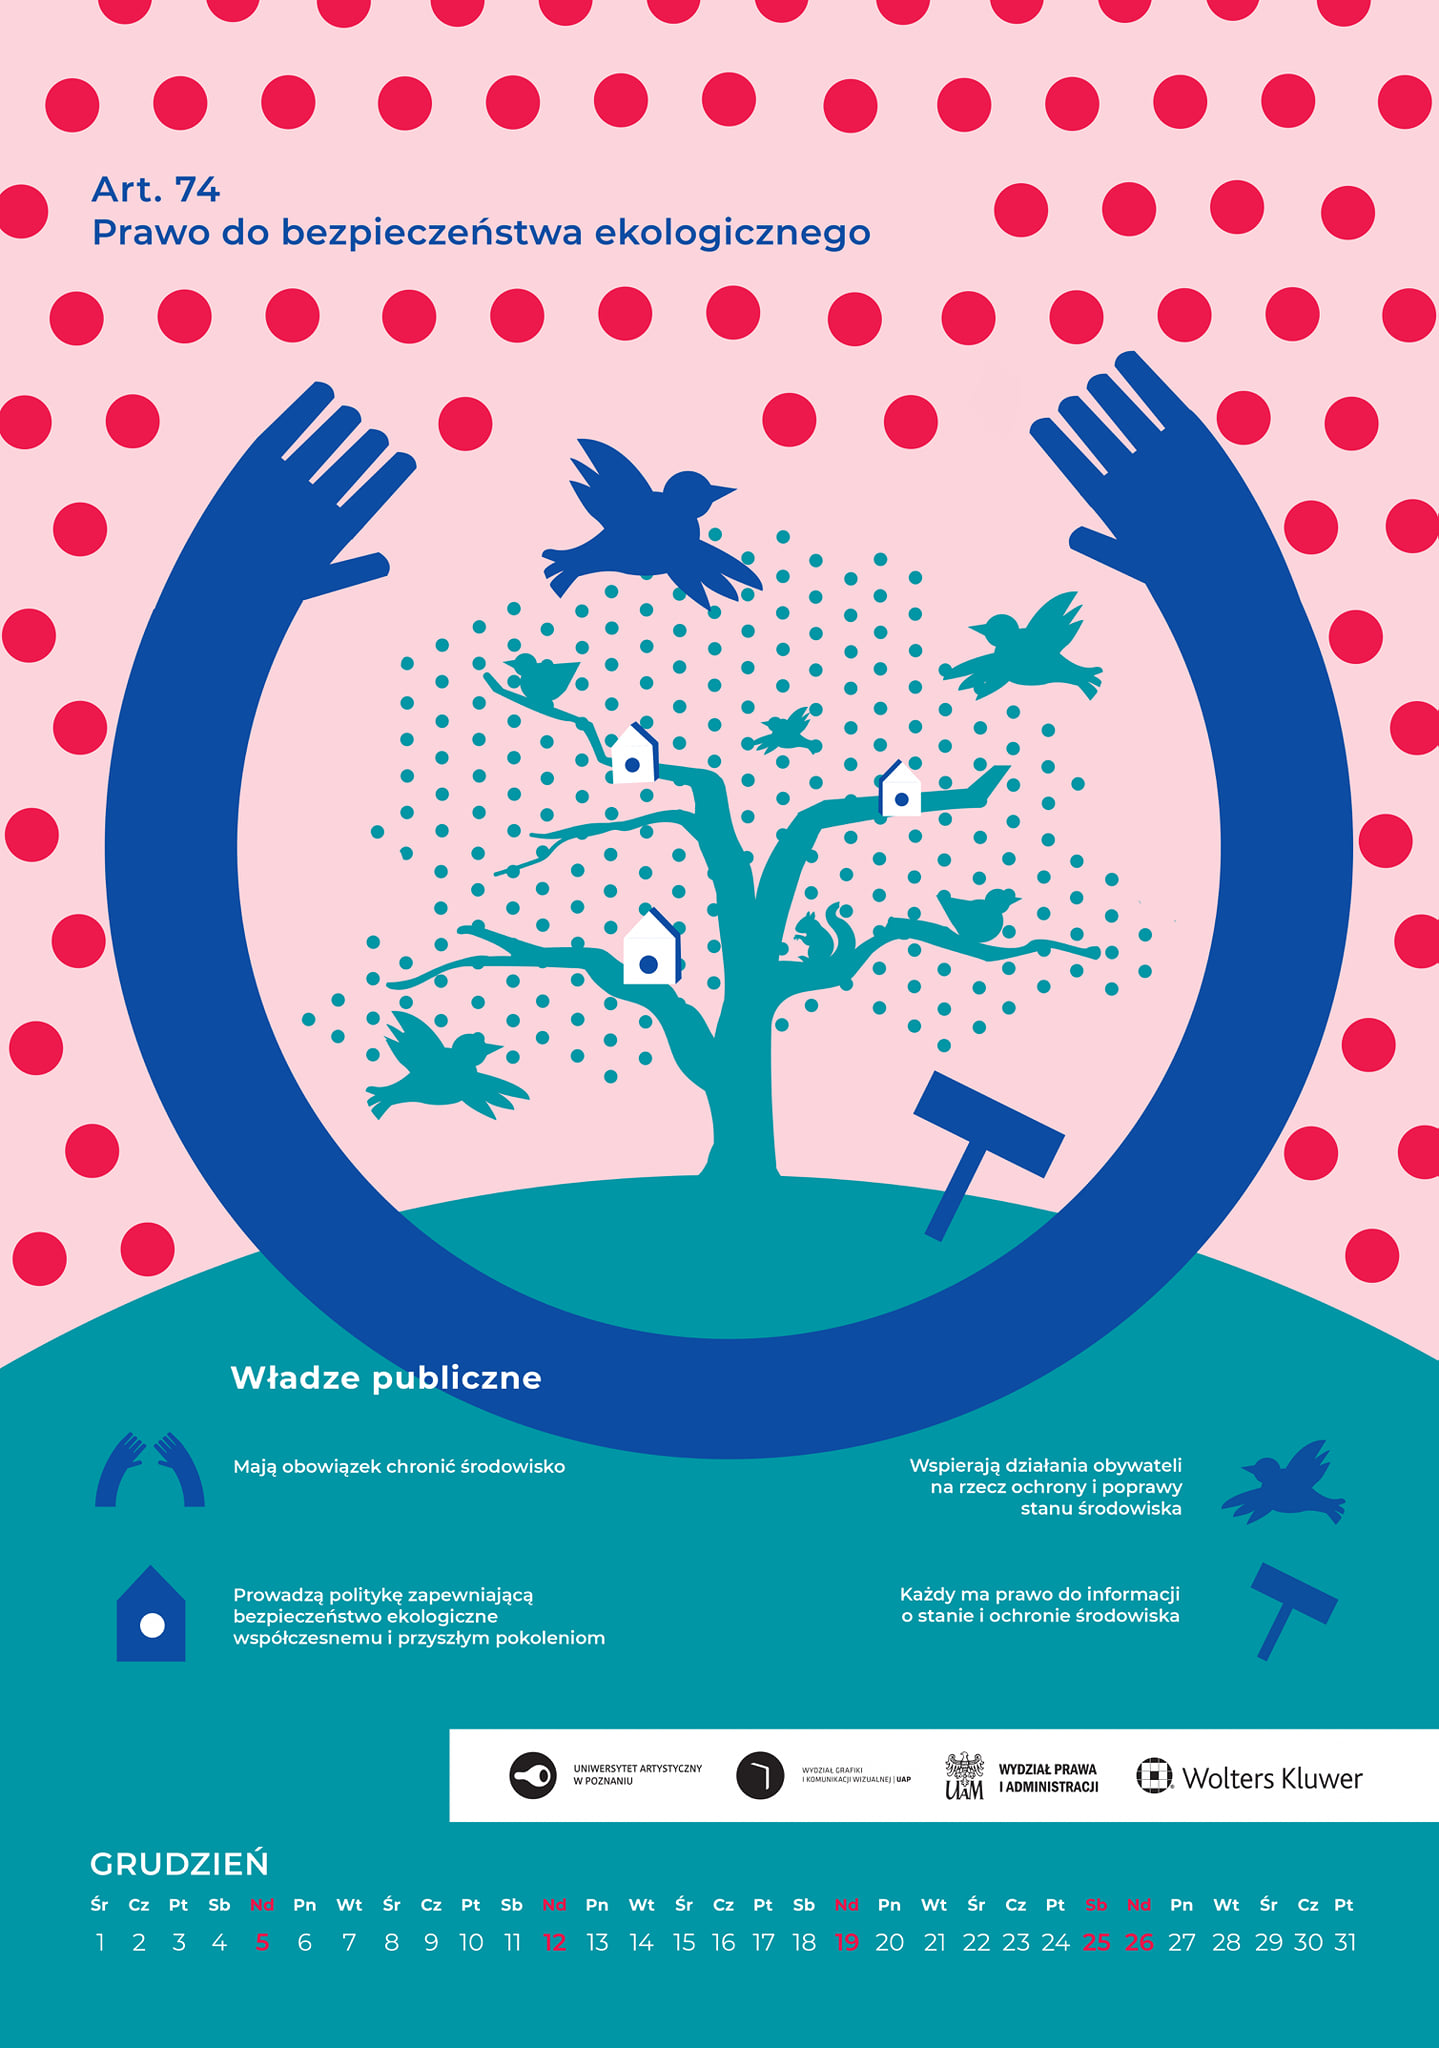 Art. 74
Prawo do bezpieczeństwa ekologicznego
Władze publiczne
Mają obowiązek chronić środowisko
Prowadzą politykę zapewniającą
bezpieczeństwo ekologiczne
współczesnemu i przyszłym pokoleniom
Wspierają działania obywateli
na rzecz ochrony i poprawy
stanu środowiska
Każdy ma prawo do informacji
o stanie i ochronie środowiska
UNIWERSYTET ARTYSTYCZNY
W POZNANIU
WYDZIAŁ GRAFIKI
I KOMUNIKACJI WIZUALNEJ | UAP
UAM
WYDZIAŁ PRAWA
I ADMINISTRACJI
Wolters Kluwer
GRUDZIEŃ
Śr Cz Pt Sb Nd Pn Wt Śr Cz Pt Sb Nd Pn Wt Śr Cz Pt Sb Nd Pn Wt Śr Cz Pt Sb Nd Pn Wt Śr Cz Pt
1 2 3 4 5 6 7 8 9 10 11 12 13 14 15 16 17 18 19 20 21 22 23 24 25 26 27 28 29 30 31